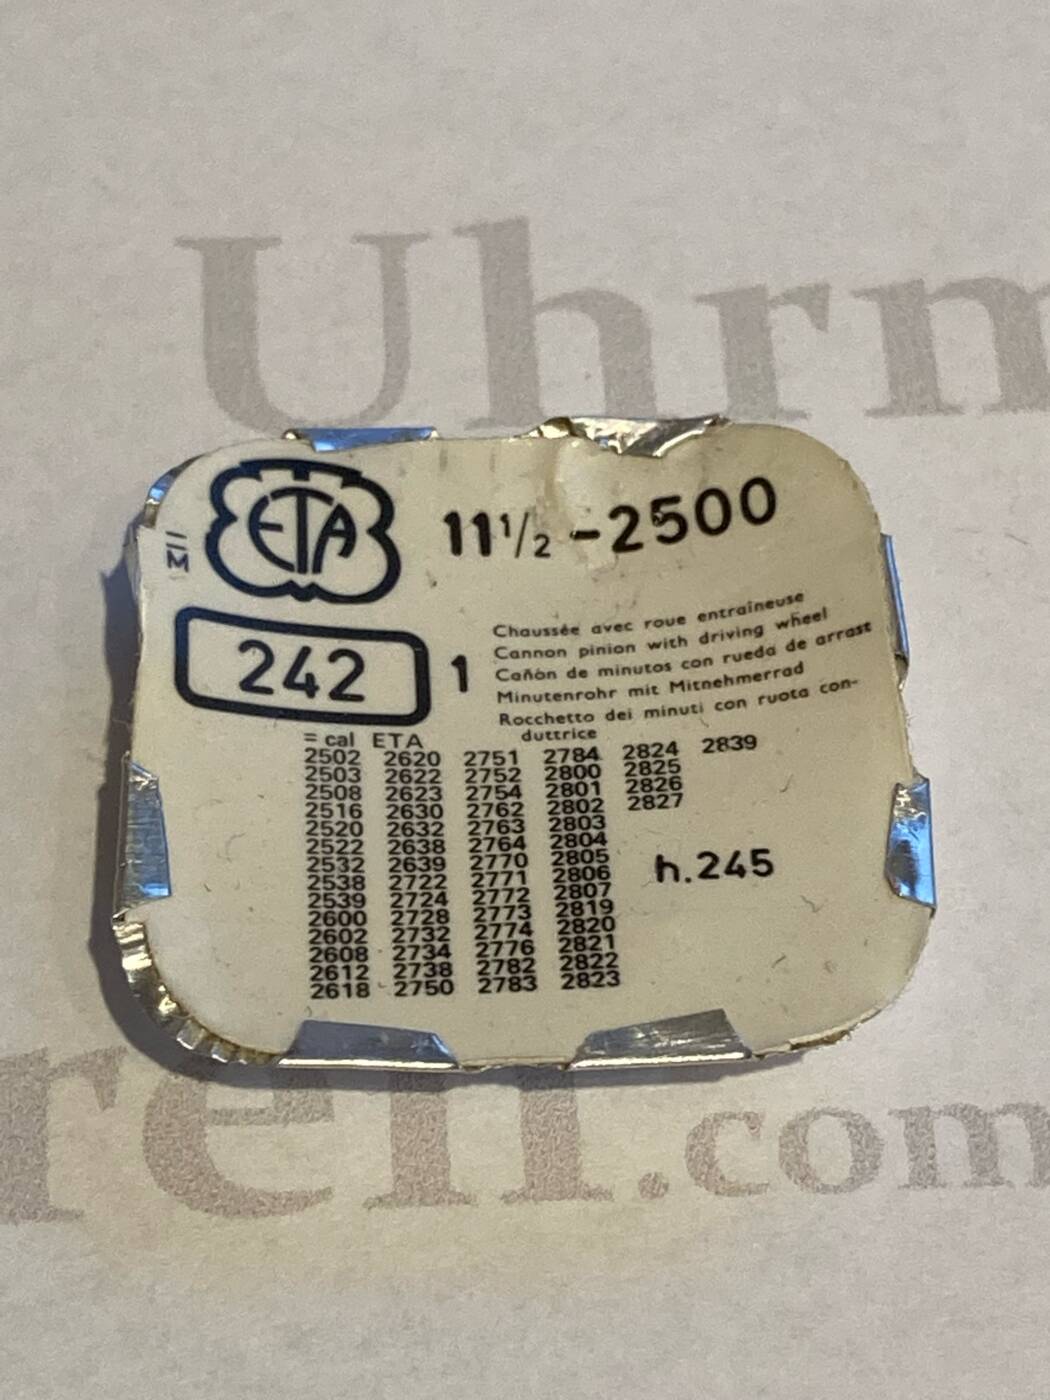 Uhrm
ETA
11 1/2 -2500
M
242
1
Chaussée avec roue entraîneuse
Cannon pinion with driving wheel
Cañón de minutos con rueda de arrast
Minutenrohr mit Mitnehmerrad
Rocchetto dei minuti con ruota con-
duttrice
= cal ETA
2502 2620 2751 2784 2824 2839
2503 2622 2752 2800 2825
2508 2623 2754 2801 2826
2516 2630 2762 2802 2827
2520 2632 2763 2803
2522 2638 2764 2804
2532 2639 2770 2805
2538 2722 2771 2806
2539 2724 2772 2807
2600 2728 2773 2819
2602 2732 2774 2820
2608 2734 2776 2821
2612 2738 2782 2822
2618 2750 2783 2823
h.245
.com